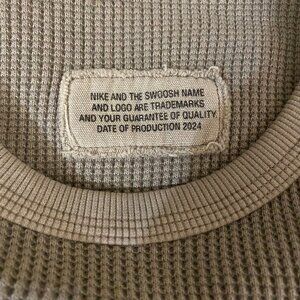 NIKE AND THE SWOOSH NAME
AND LOGO ARE TRADEMARKS
AND YOUR GUARANTEE OF QUALITY
DATE OF PRODUCTION 2024